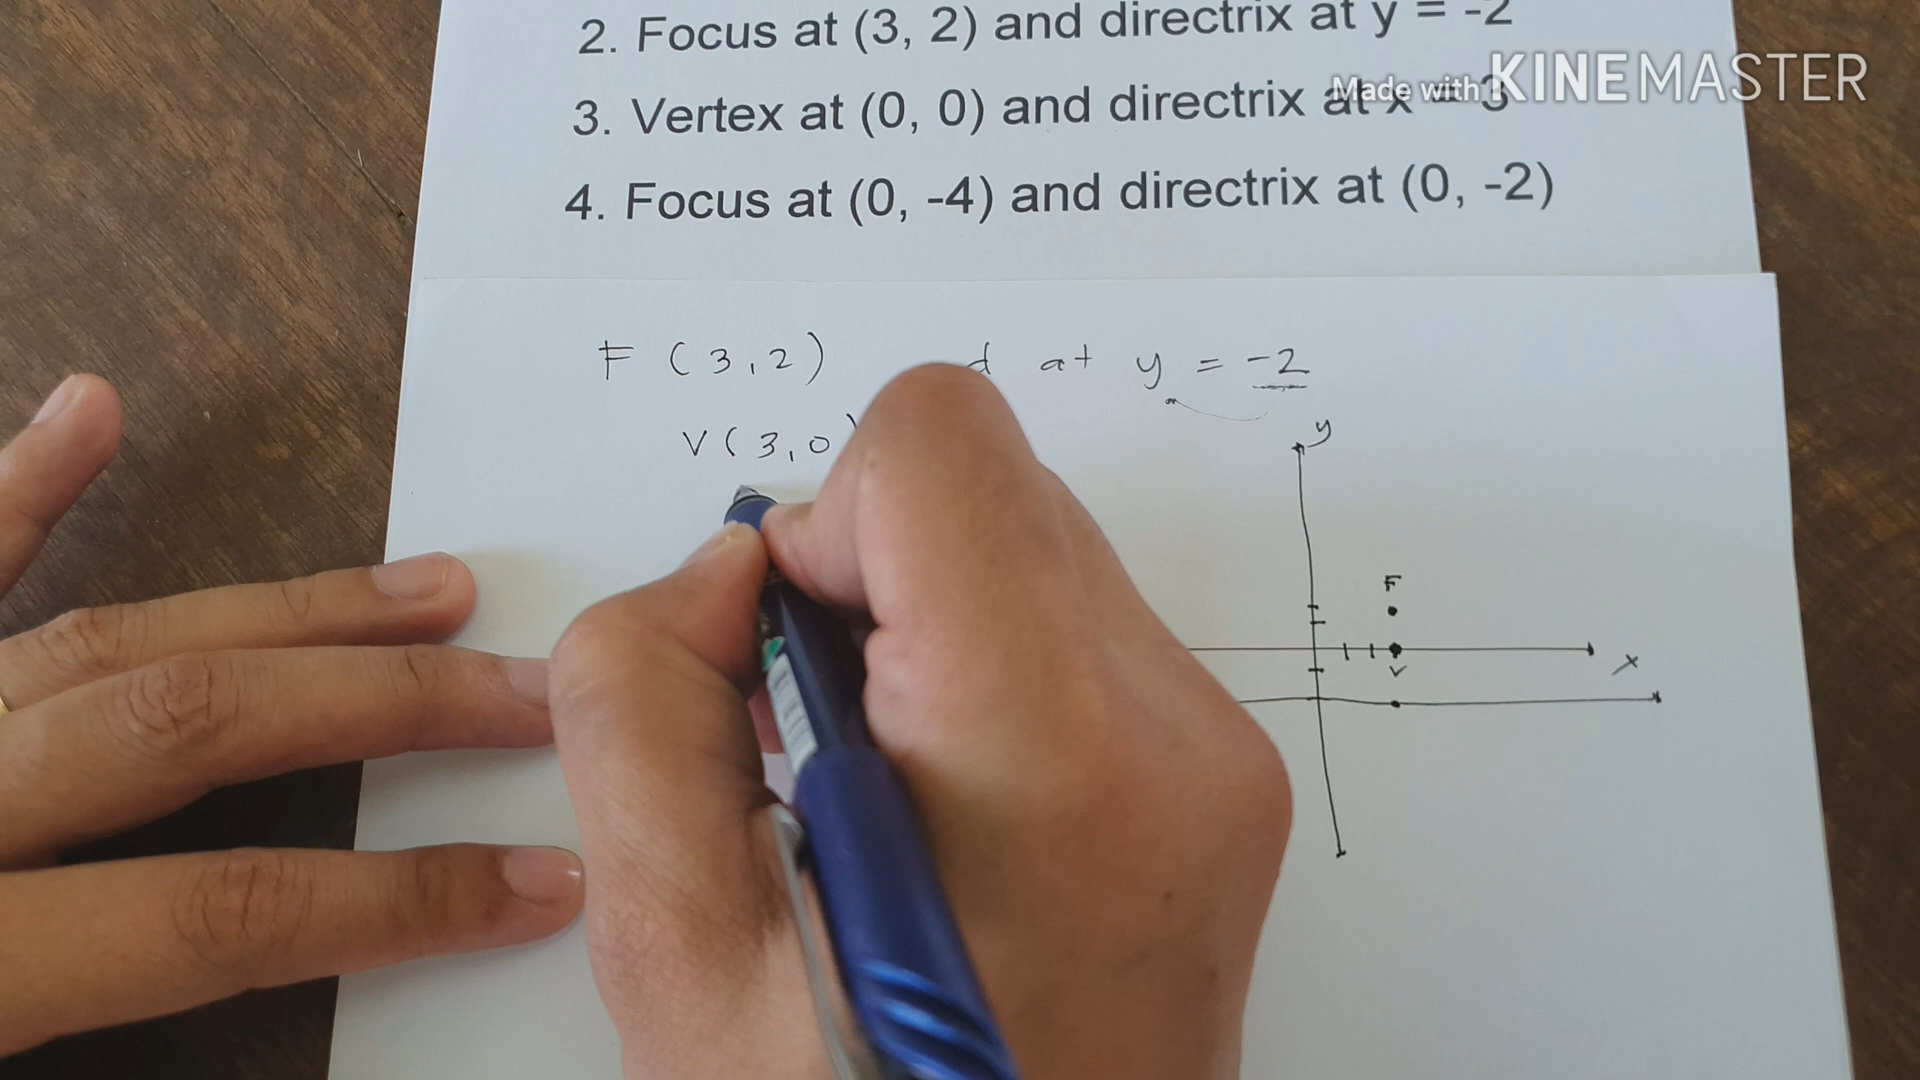 2. Focus at (3, 2) and directrix at y = -2
Made with KINEMASTER
3. Vertex at (0, 0) and directrix at x = 3
4. Focus at (0, -4) and directrix at (0, -2)
F (3,2) d at y = -2
V(3,0)
y
F
x
V